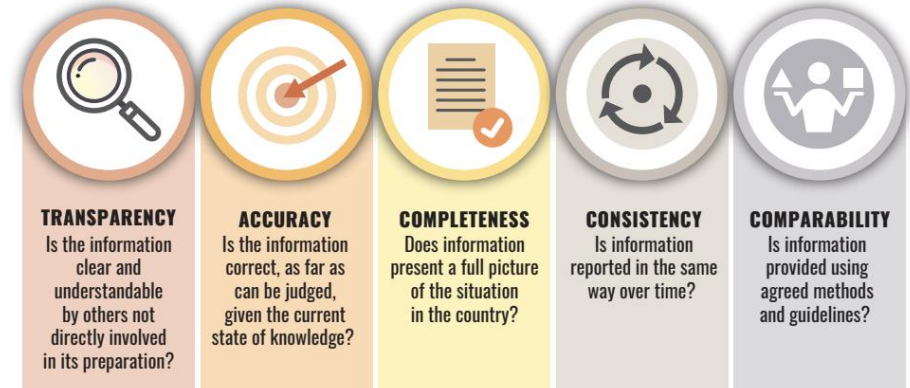 TRANSPARENCY
Is the information
clear and
understandable
by others not
directly involved
in its preparation?
ACCURACY
Is the information
correct, as far as
can be judged,
given the current
state of knowledge?
COMPLETENESS
Does information
present a full picture
of the situation
in the country?
CONSISTENCY
Is information
reported in the same
way over time?
COMPARABILITY
Is information
provided using
agreed methods
and guidelines?